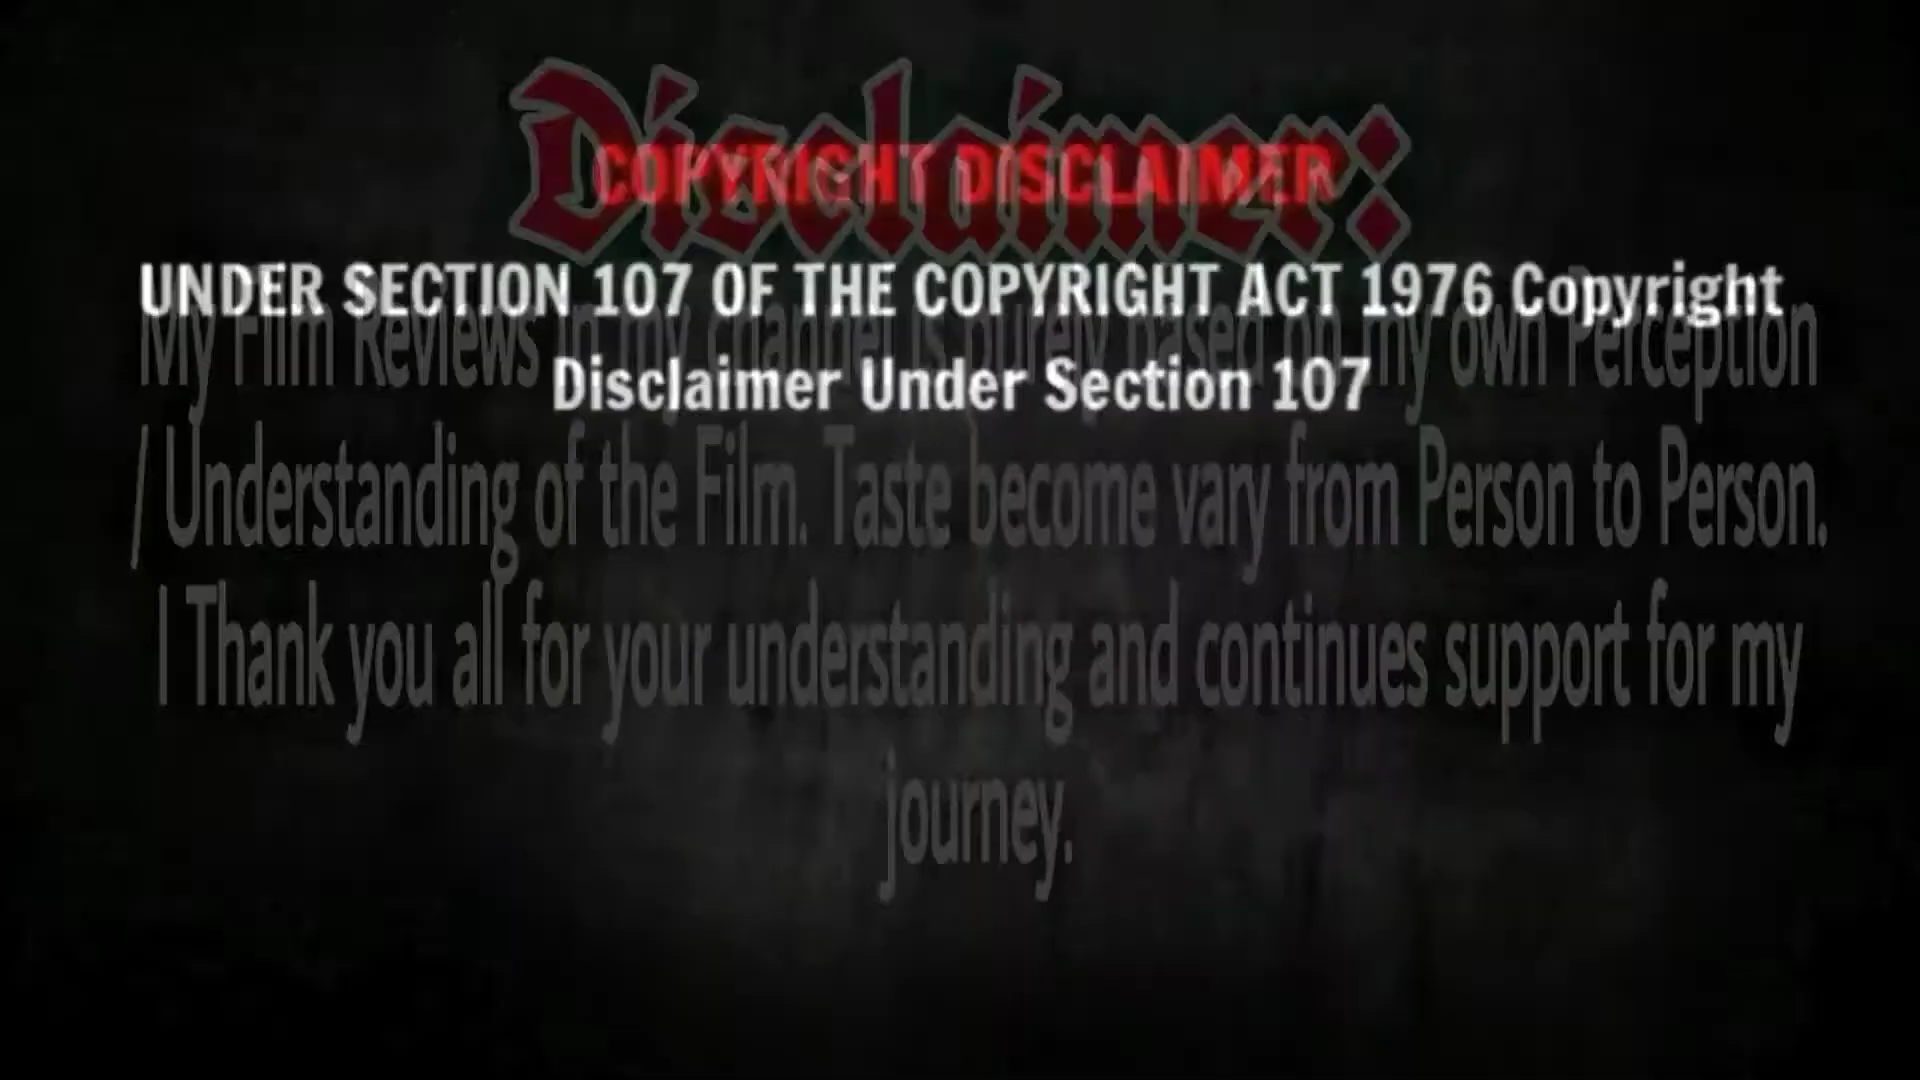 Disclaimer:
COPYRIGHT DISCLAIMER
UNDER SECTION 107 OF THE COPYRIGHT ACT 1976 Copyright
Disclaimer Under Section 107
My Film Reviews in my channel is purely based on my own Perception
/ Understanding of the Film. Taste become vary from Person to Person.
I Thank you all for your understanding and continues support for my
journey.